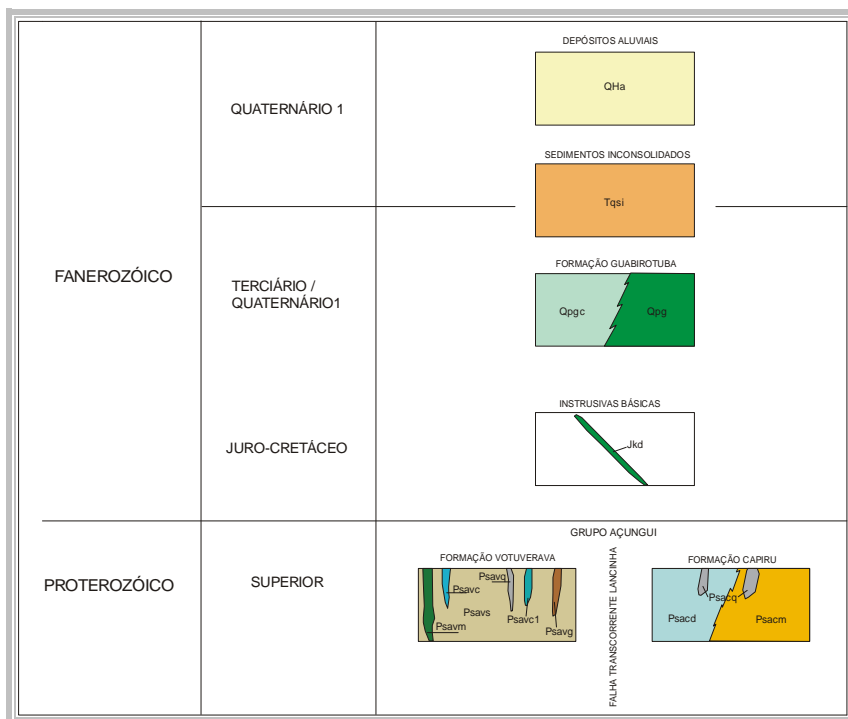 DEPÓSITOS ALUVIAIS
QHa
QUATERNÁRIO 1
SEDIMENTOS INCONSOLIDADOS
Tqsi
FANEROZÓICO
TERCIÁRIO /
QUATERNÁRIO1
FORMAÇÃO GUABIROTUBA
Qpgc
Qpg
INSTRUSIVAS BÁSICAS
JURO-CRETÁCEO
Jkd
GRUPO AÇUNGUI
PROTEROZÓICO
SUPERIOR
FORMAÇÃO VOTUVERAVA
Psavq
Psavc
Psavs
Psavc1
Psavm
Psavg
FALHA TRANSCORRENTE LANCINHA
FORMAÇÃO CAPIRU
Psacq
Psacd
Psacm